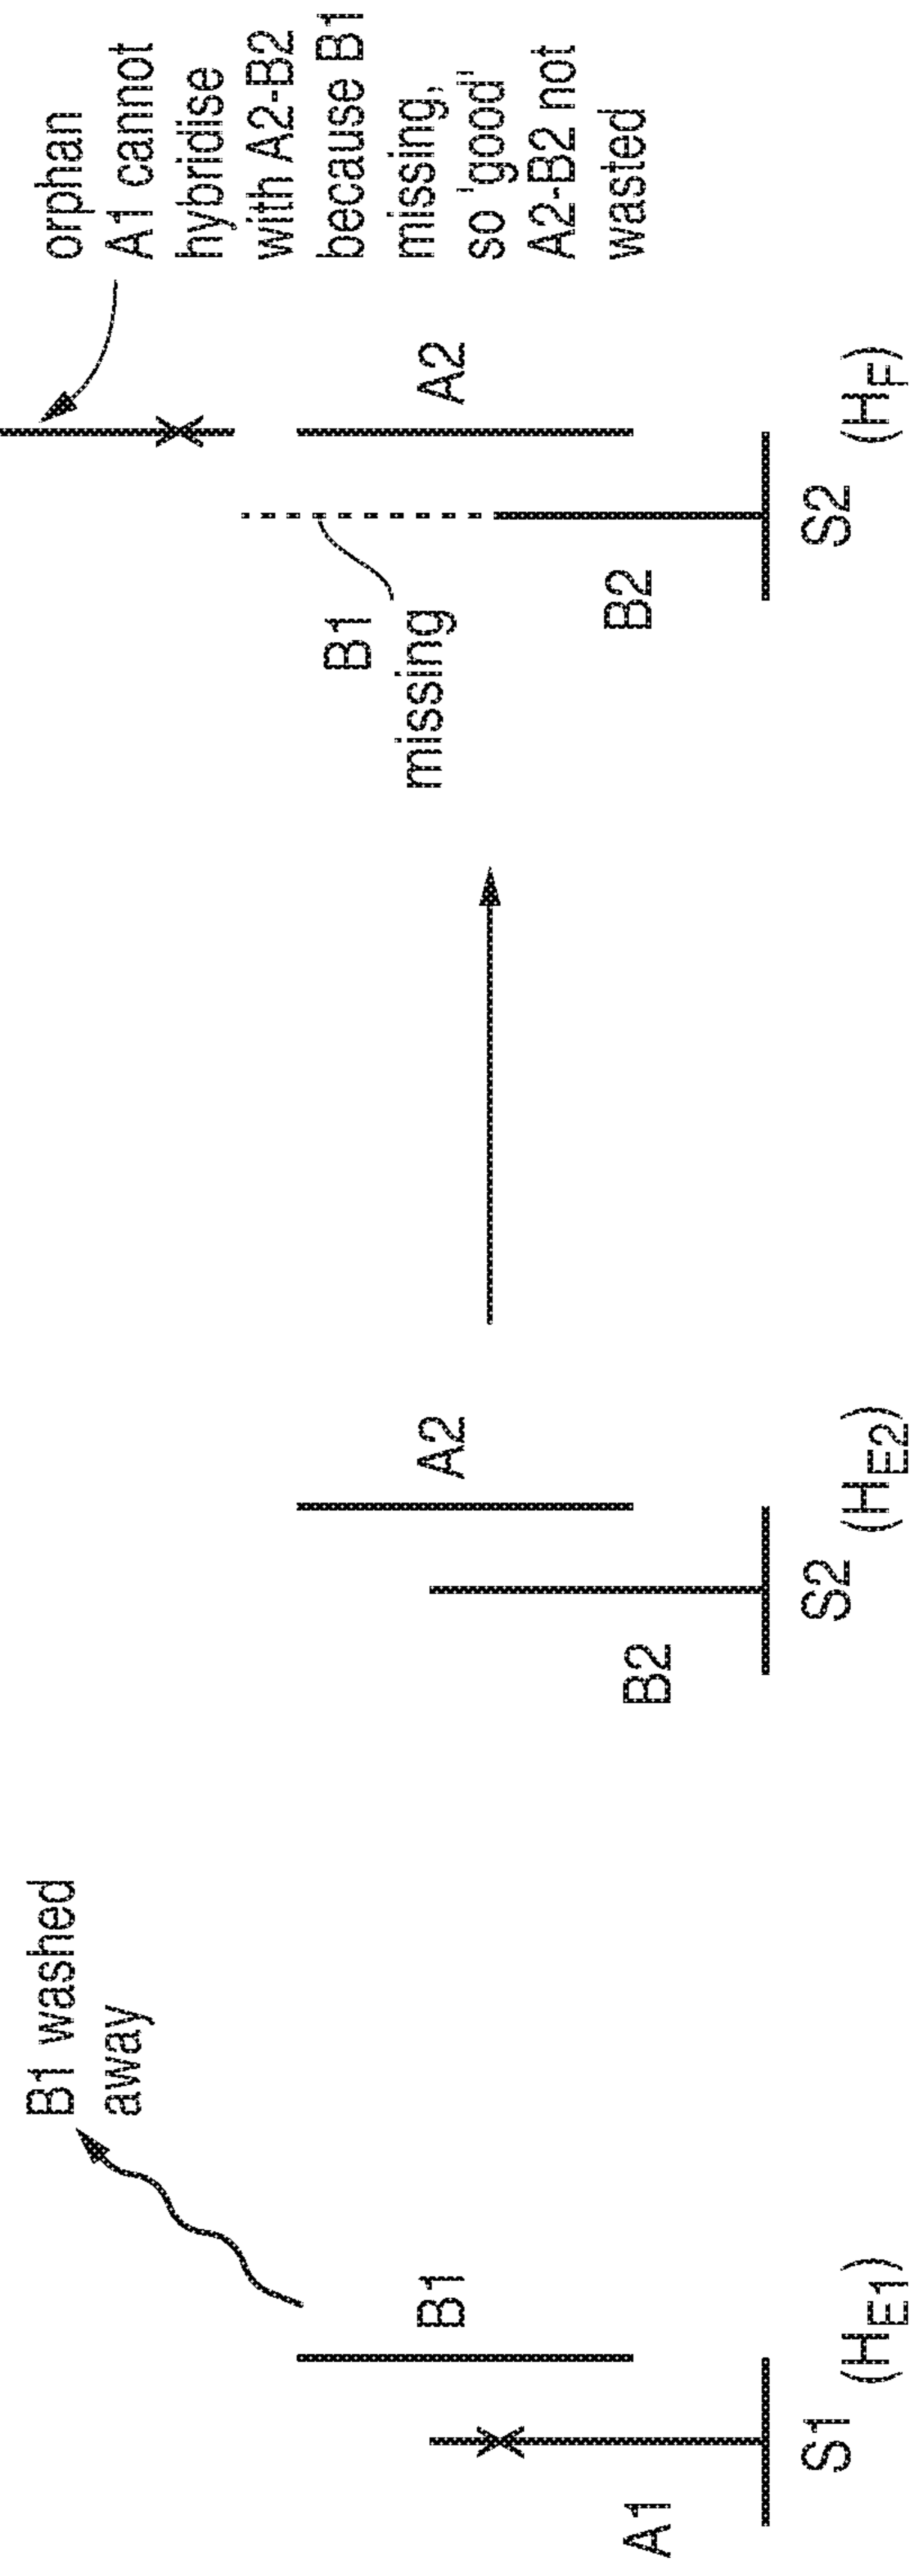 B1 washed
away
A1
B1
S1
(HE1)
B2
A2
S2
(HE2)
B1
missing
B2
A2
S2
(HF)
orphan
A1 cannot
hybridise
with A2-B2
because B1
missing,
so 'good'
A2-B2 not
wasted